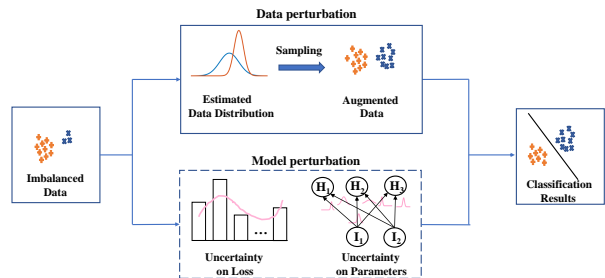 Data perturbation
Sampling
Estimated
Data Distribution
Augmented
Data
Imbalanced
Data
Classification
Results
Model perturbation
H1
H2
H3
...
I1
I2
Uncertainty
on Loss
Uncertainty
on Parameters